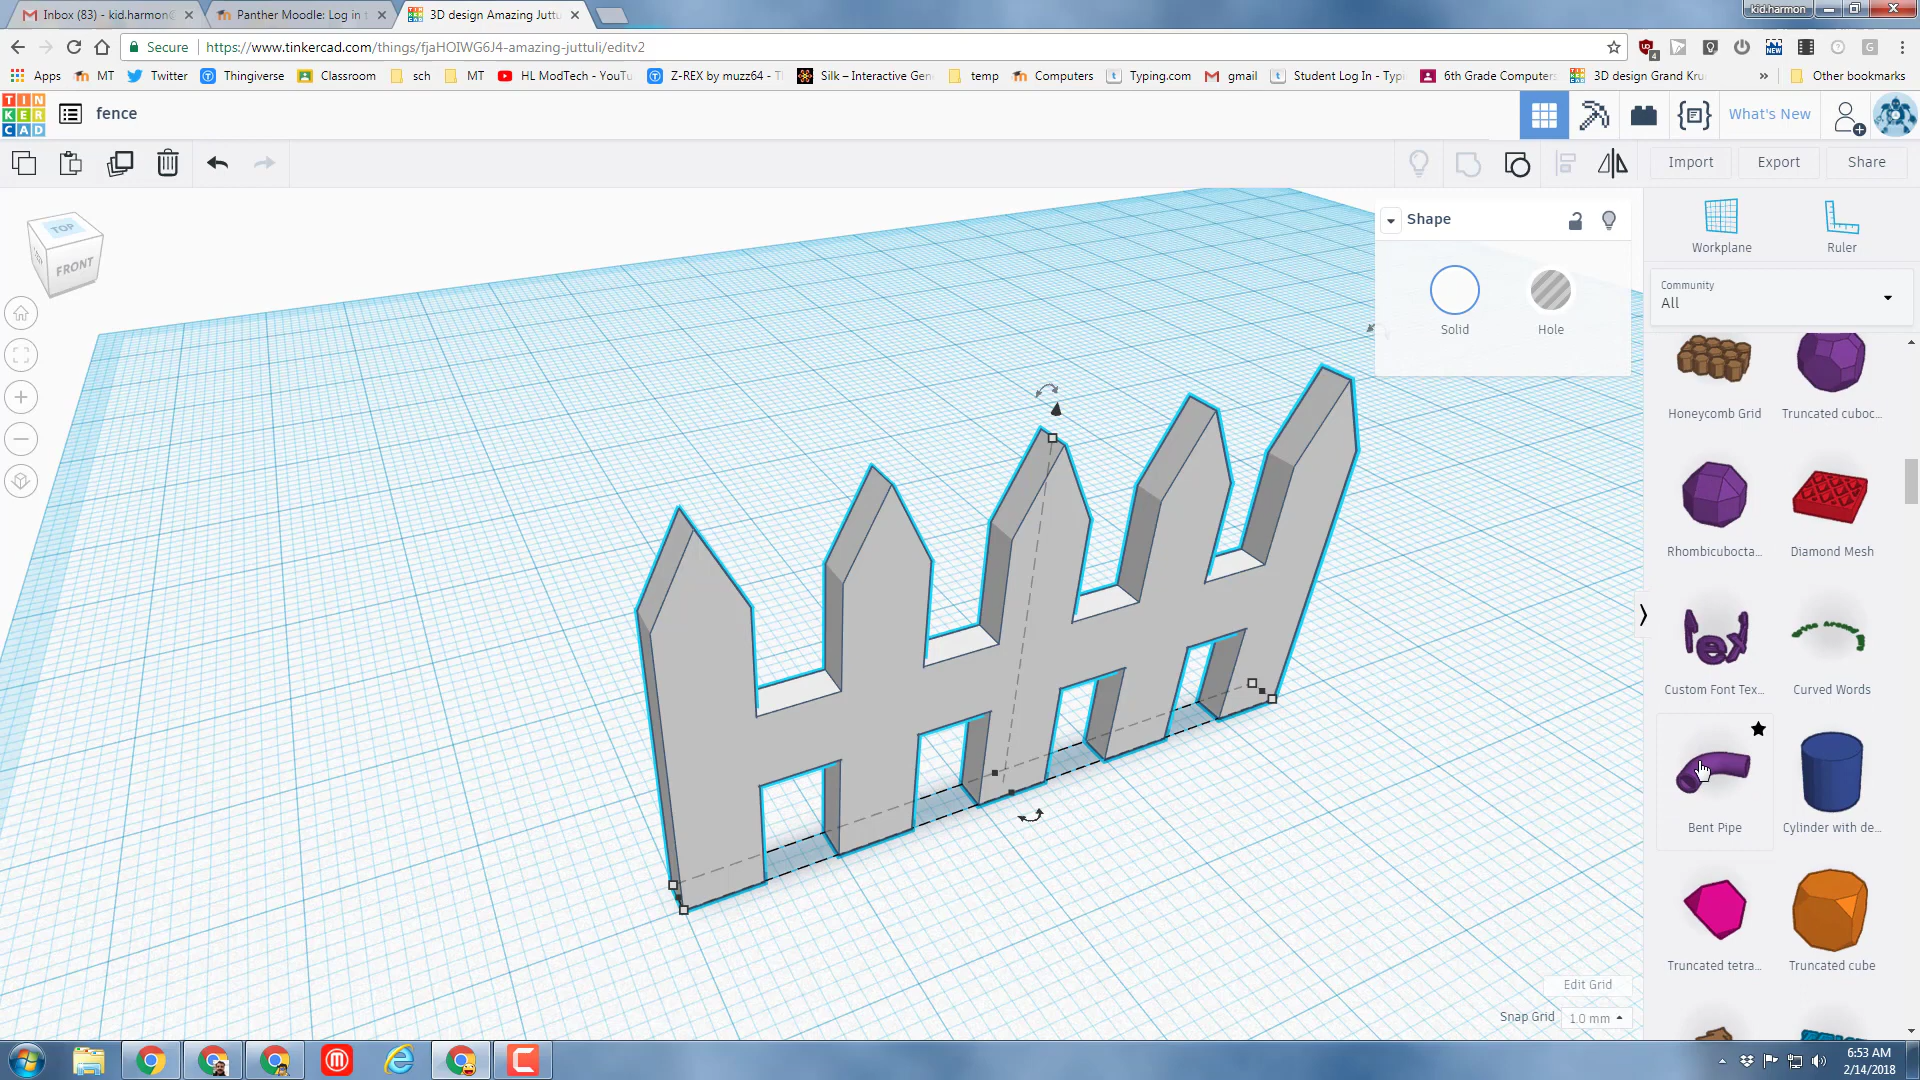 Inbox (83) - kid.harmon@
Panther Moodle: Log in t
3D design Amazing Juttu
kid.harmon
Secure
https://www.tinkercad.com/things/fjaHOIWG6J4-amazing-juttuli/editv2
Apps
MT
Twitter
Thingiverse
Classroom
sch
MT
HL ModTech - YouTu
Z-REX by muzz64 - T
Silk – Interactive Gen
temp
Computers
Typing.com
gmail
Student Log In - Typi
6th Grade Computers
3D design Grand Kru
»
Other bookmarks
TIN
KER
CAD
fence
What's New
Import
Export
Share
TOP
FRONT
Shape
Solid
Hole
Workplane
Ruler
Community
All
Honeycomb Grid
Truncated cuboc...
Rhombicubocta...
Diamond Mesh
Custom Font Tex...
Curved Words
Bent Pipe
Cylinder with de...
Truncated tetra...
Truncated cube
Edit Grid
Snap Grid
1.0 mm
6:53 AM
2/14/2018